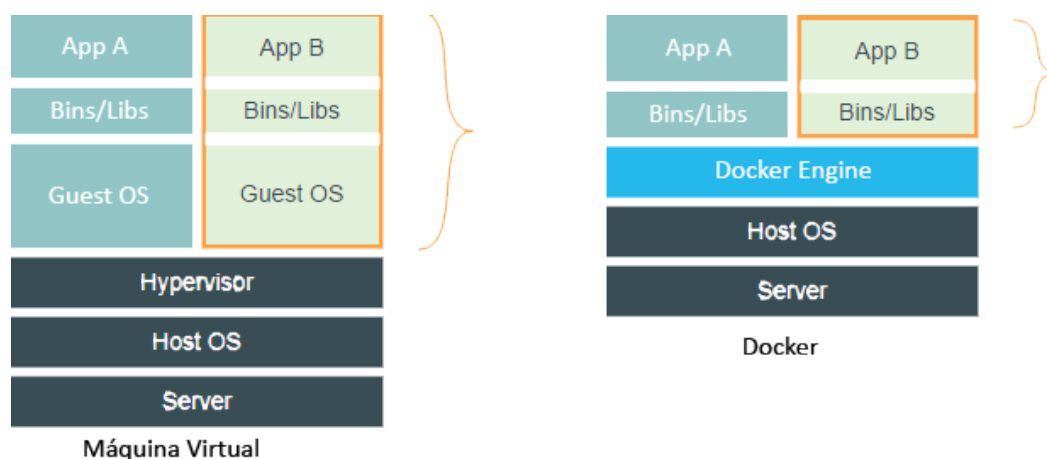 App A
App B
Bins/Libs
Bins/Libs
Guest OS
Guest OS
Hypervisor
Host OS
Server
Máquina Virtual
App A
App B
Bins/Libs
Bins/Libs
Docker Engine
Host OS
Server
Docker